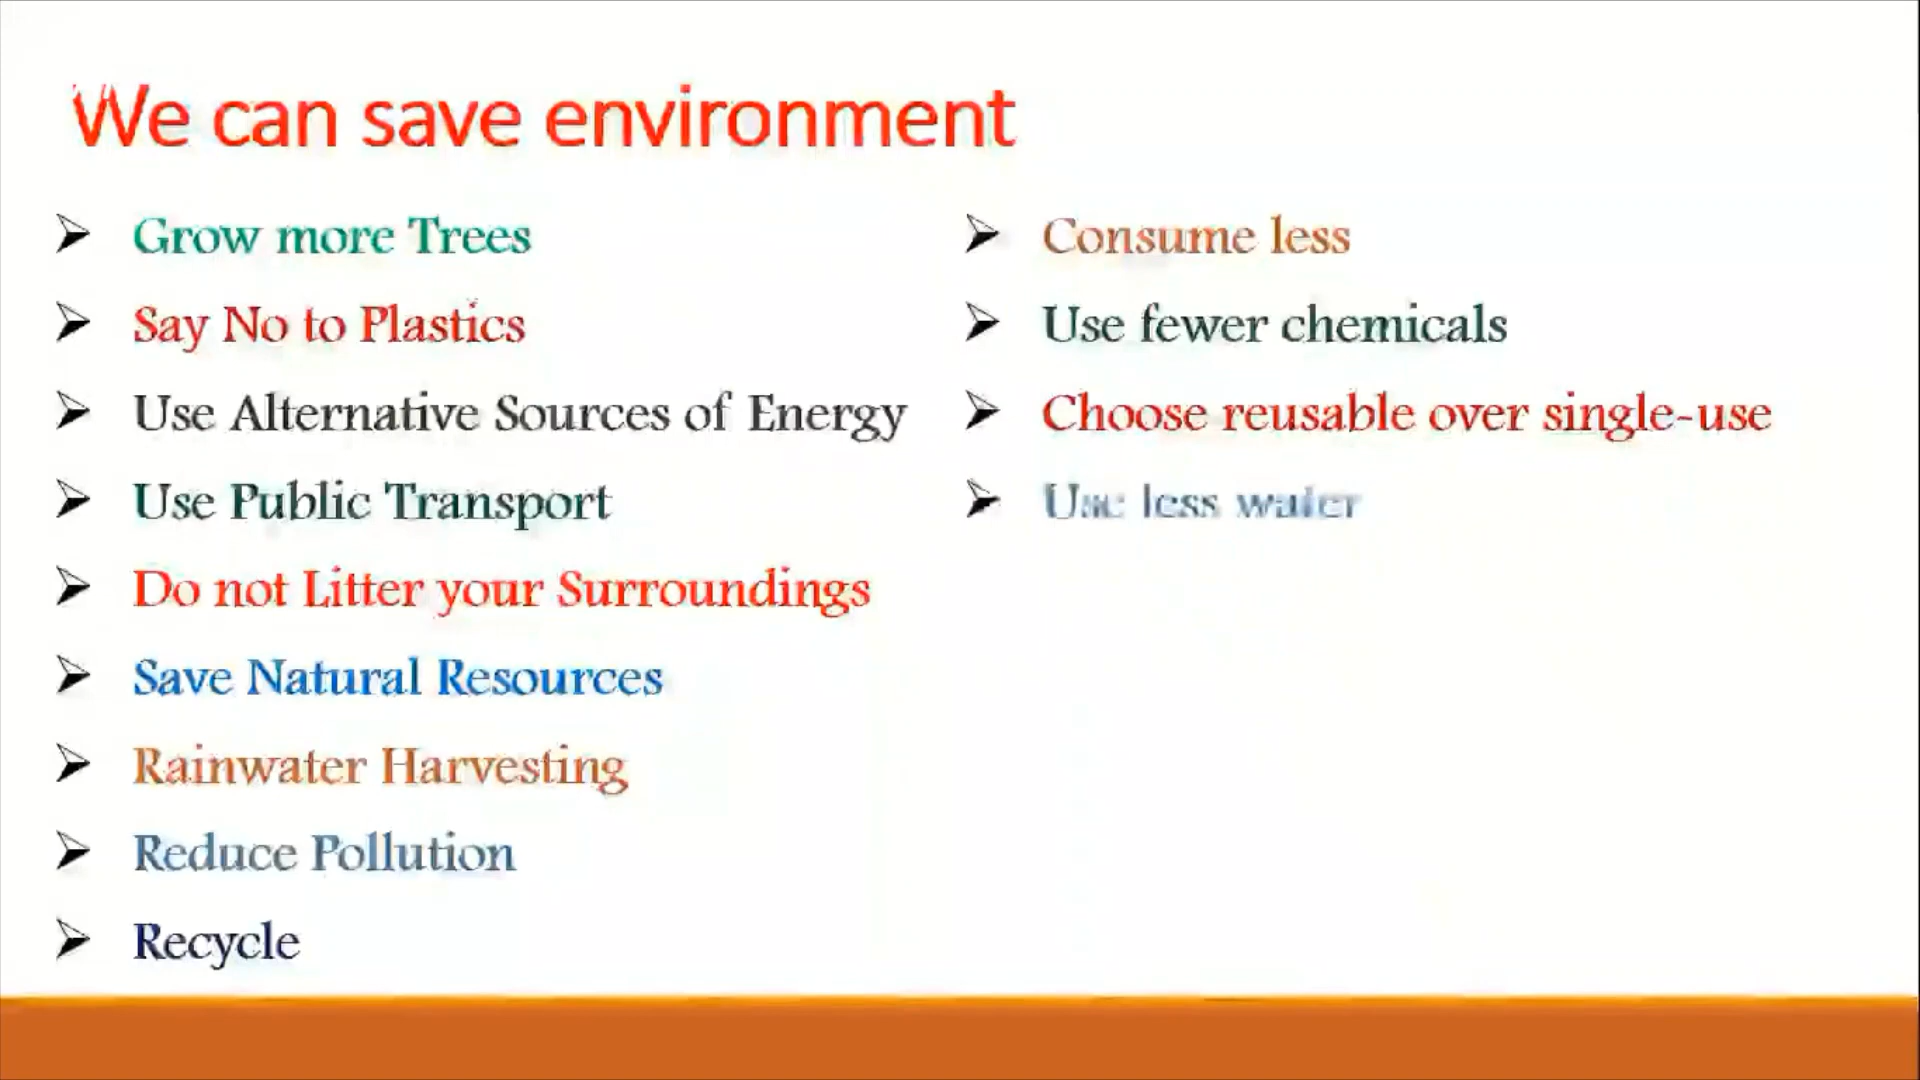 We can save environment
Grow more Trees
Say No to Plastics
Use Alternative Sources of Energy
Use Public Transport
Do not Litter your Surroundings
Save Natural Resources
Rainwater Harvesting
Reduce Pollution
Recycle
Consume less
Use fewer chemicals
Choose reusable over single-use
Use less water